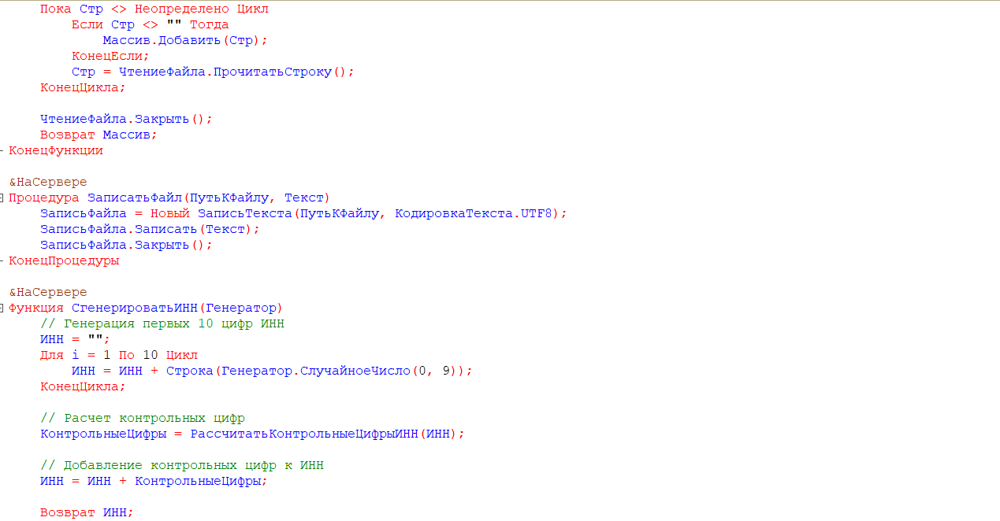 Пока Стр <> Неопределено Цикл
Если Стр <> "" Тогда
Массив.Добавить(Стр);
КонецЕсли;
Стр = ЧтениеФайла.ПрочитатьСтроку();
КонецЦикла;
ЧтениеФайла.Закрыть();
Возврат Массив;
КонецФункции
&НаСервере
Процедура ЗаписатьФайл(ПутьКФайлу, Текст)
ЗаписьФайла = Новый ЗаписьТекста(ПутьКФайлу, КодировкаТекста.UTF8);
ЗаписьФайла.Записать(Текст);
ЗаписьФайла.Закрыть();
КонецПроцедуры
&НаСервере
Функция СгенерироватьИНН(Генератор)
// Генерация первых 10 цифр ИНН
ИНН = "";
Для i = 1 По 10 Цикл
ИНН = ИНН + Строка(Генератор.СлучайноеЧисло(0, 9));
КонецЦикла;
// Расчет контрольных цифр
КонтрольныеЦифры = РассчитатьКонтрольныеЦифрыИНН(ИНН);
// Добавление контрольных цифр к ИНН
ИНН = ИНН + КонтрольныеЦифры;
Возврат ИНН;